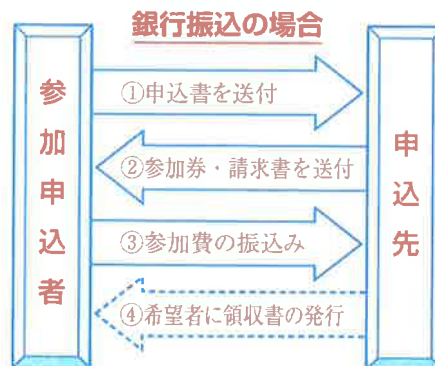 銀行振込の場合
参加申込者
①申込書を送付
②参加券・請求書を送付
③参加費の振込み
④希望者に領収書の発行
申込先